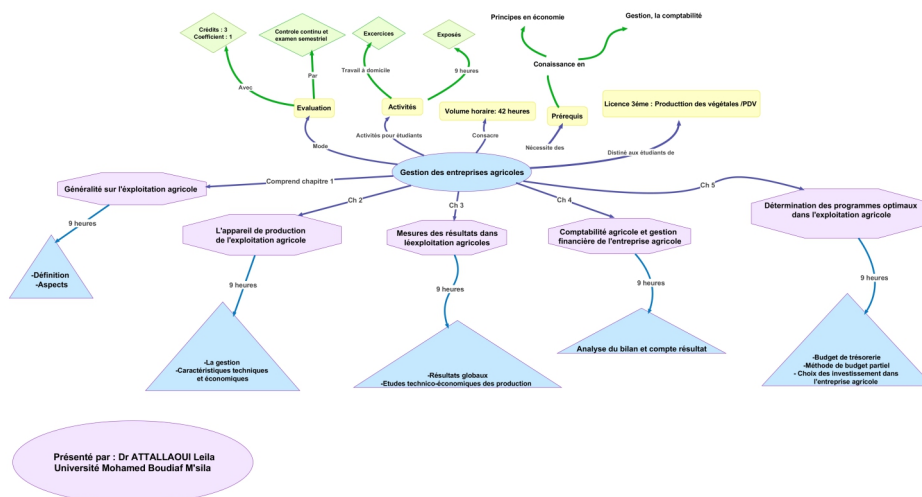 Principes en économie
Gestion, la comptabilité
Crédits : 3
Coefficient : 1
Controle continu et
examen semestriel
Excercices
Exposés
Conaissance en
Travail à domicile
9 heures
Avec
Par
Evaluation
Activités
Volume horaire: 42 heures
Prérequis
Licence 3éme : Producttion des végétales /PDV
Mode
Activités pour étudiants
Consacre
Nécessite des
Distiné aux étudiants de
Gestion des entreprises agricoles
Généralité sur l'éxploitation agricole
Comprend chapitre 1
Ch 2
Ch 3
Ch 4
Ch 5
L'appareil de production
de l'exploitation agricole
Mesures des résultats dans
léexploitation agricoles
Comptabilité agricole et gestion
financière de l'entreprise agricole
Détermination des programmes optimaux
dans l'exploitation agricole
9 heures
9 heures
9 heures
9 heures
9 heures
-Définition
-Aspects
-La gestion
-Caractéristiques techniques
et économiques
-Résultats globaux
-Etudes technico-économiques des production
Analyse du bilan et compte résultat
-Budget de trésorerie
-Méthode de budget partiel
- Choix des investissement dans
l'entreprise agricole
Présenté par : Dr ATTALLAOUI Leila
Université Mohamed Boudiaf M'sila